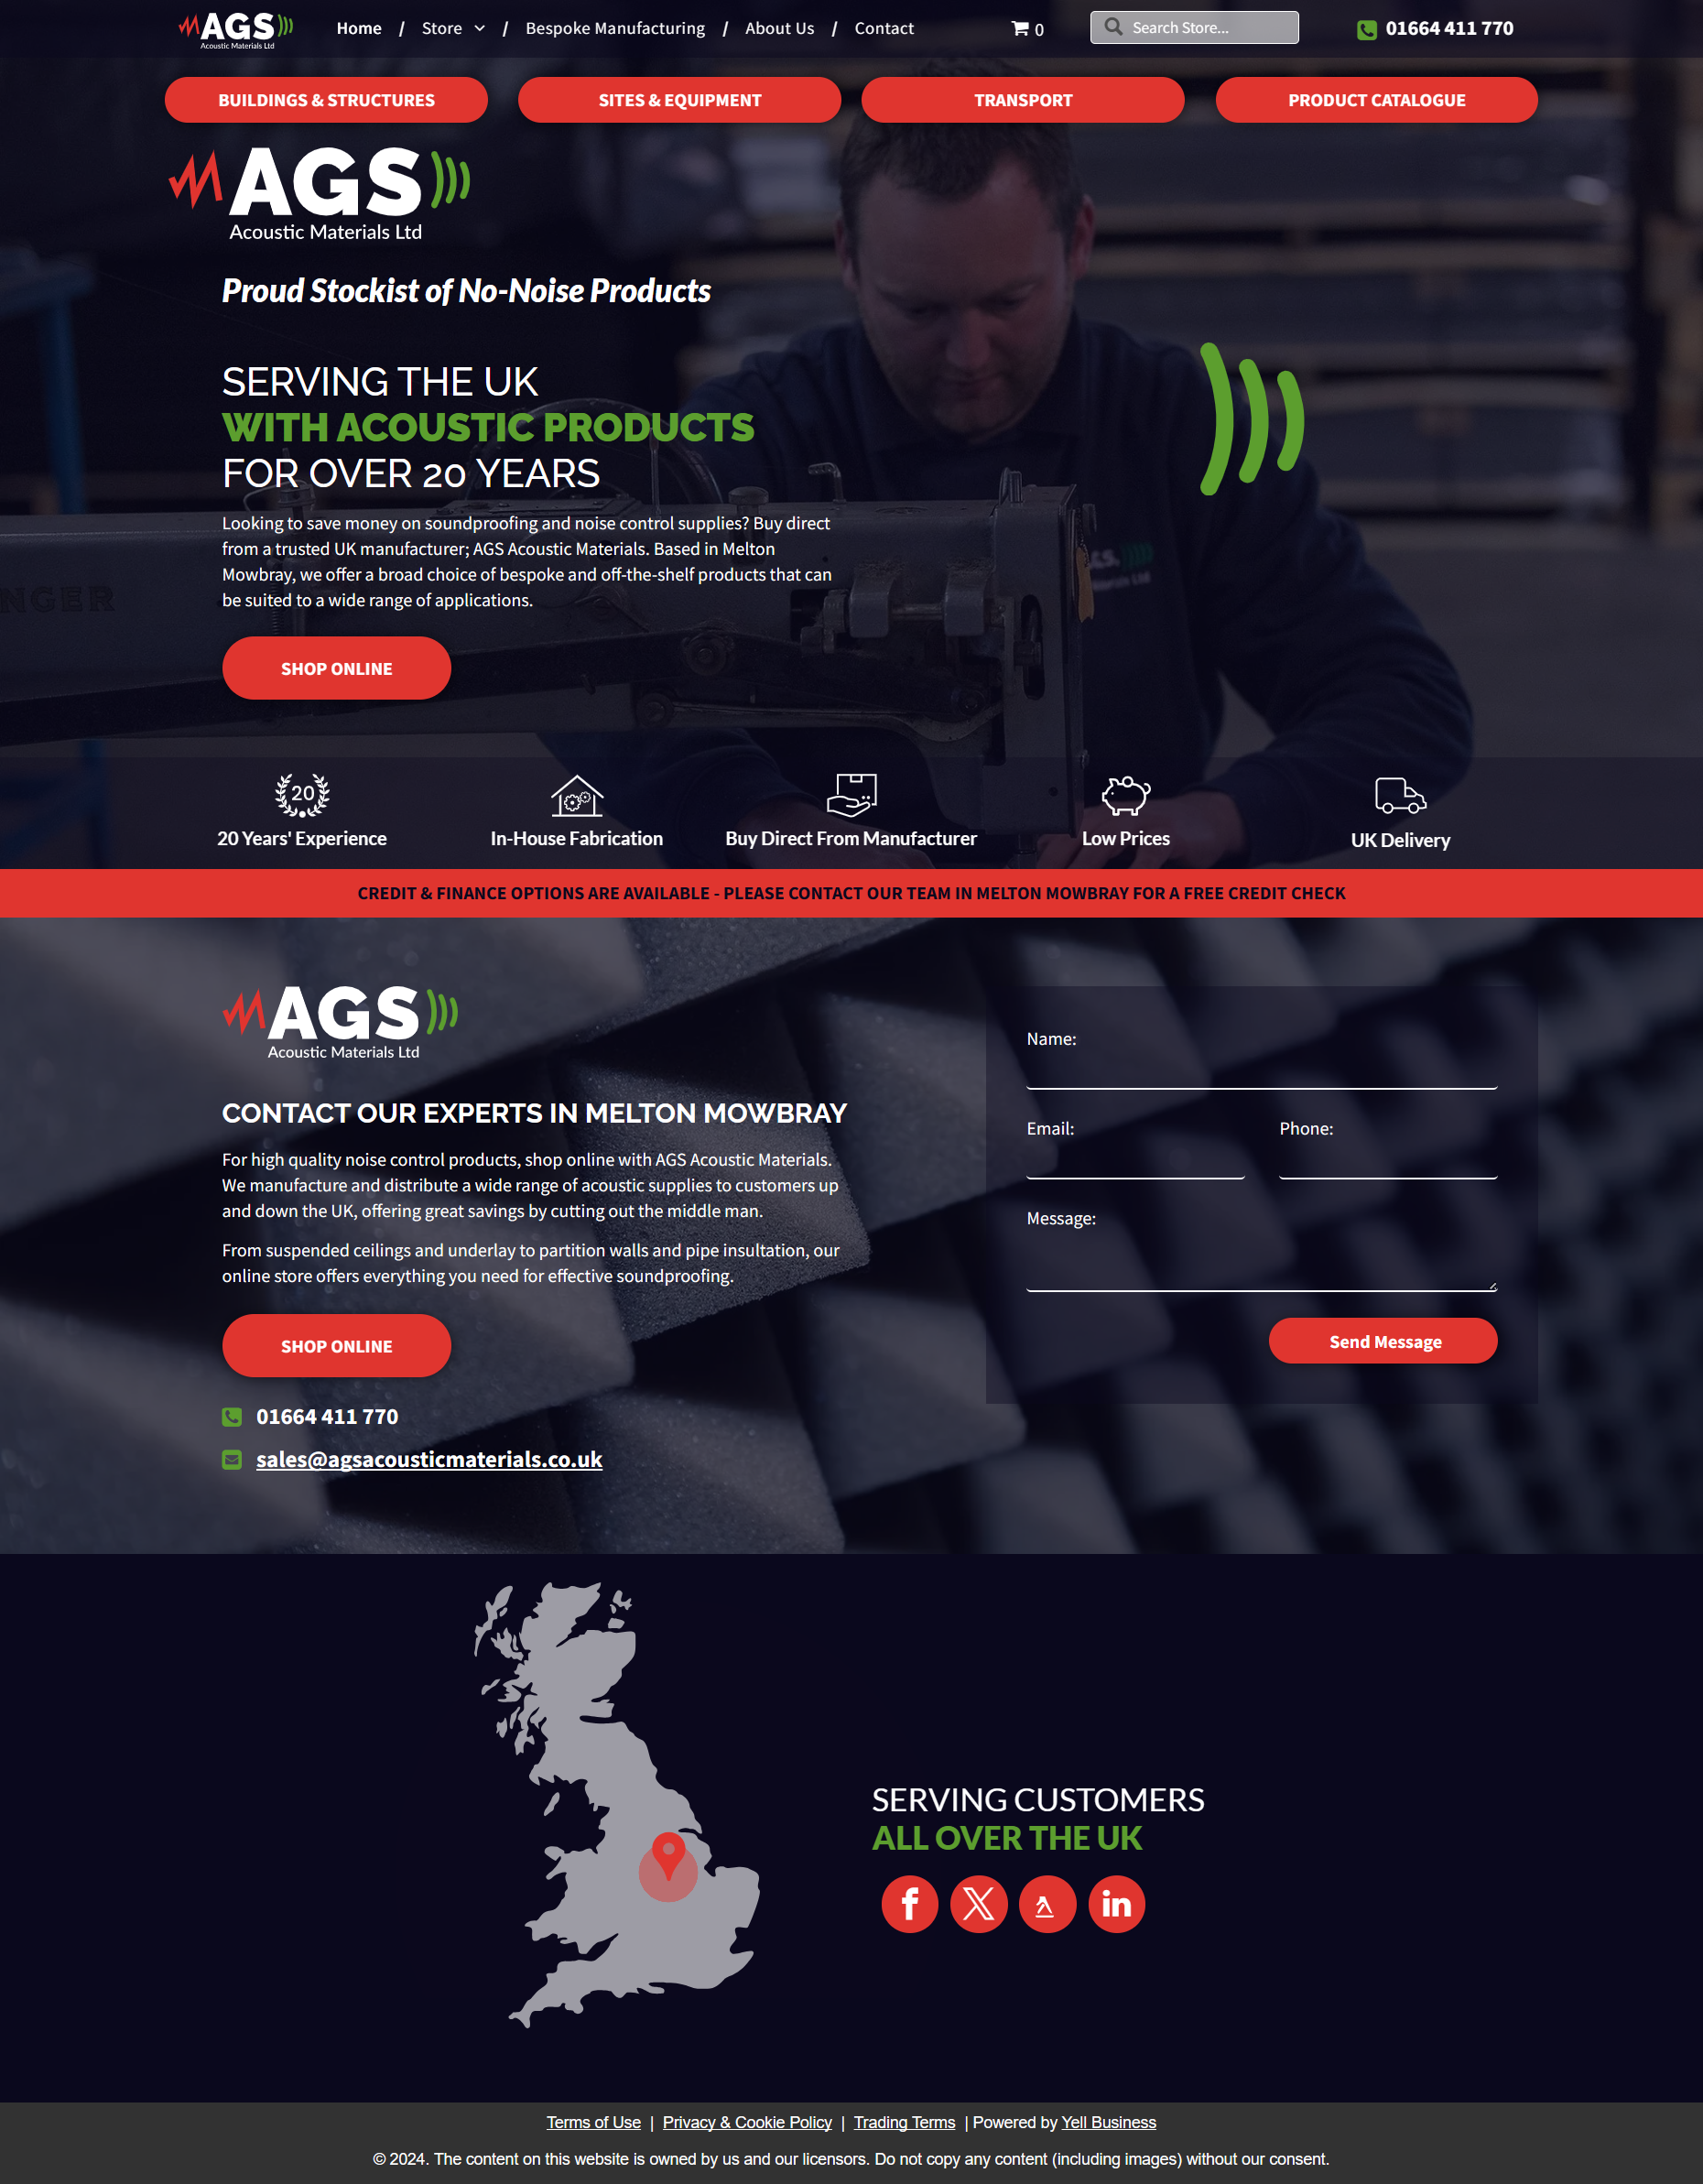 AGS
Acoustic Materials Ltd
Home / Store / Bespoke Manufacturing / About Us / Contact
0
Search Store...
01664 411 770
BUILDINGS & STRUCTURES
SITES & EQUIPMENT
TRANSPORT
PRODUCT CATALOGUE
AGS
Acoustic Materials Ltd
Proud Stockist of No-Noise Products
SERVING THE UK
WITH ACOUSTIC PRODUCTS
FOR OVER 20 YEARS
Looking to save money on soundproofing and noise control supplies? Buy direct
from a trusted UK manufacturer; AGS Acoustic Materials. Based in Melton
Mowbray, we offer a broad choice of bespoke and off-the-shelf products that can
be suited to a wide range of applications.
NGER
SHOP ONLINE
20
20 Years' Experience
In-House Fabrication
Buy Direct From Manufacturer
Low Prices
UK Delivery
CREDIT & FINANCE OPTIONS ARE AVAILABLE - PLEASE CONTACT OUR TEAM IN MELTON MOWBRAY FOR A FREE CREDIT CHECK
AGS
Acoustic Materials Ltd
CONTACT OUR EXPERTS IN MELTON MOWBRAY
For high quality noise control products, shop online with AGS Acoustic Materials.
We manufacture and distribute a wide range of acoustic supplies to customers up
and down the UK, offering great savings by cutting out the middle man.
From suspended ceilings and underlay to partition walls and pipe insultation, our
online store offers everything you need for effective soundproofing.
SHOP ONLINE
01664 411 770
sales@agsacousticmaterials.co.uk
Name:
Email:
Phone:
Message:
Send Message
SERVING CUSTOMERS
ALL OVER THE UK
Terms of Use | Privacy & Cookie Policy | Trading Terms | Powered by Yell Business
© 2024. The content on this website is owned by us and our licensors. Do not copy any content (including images) without our consent.